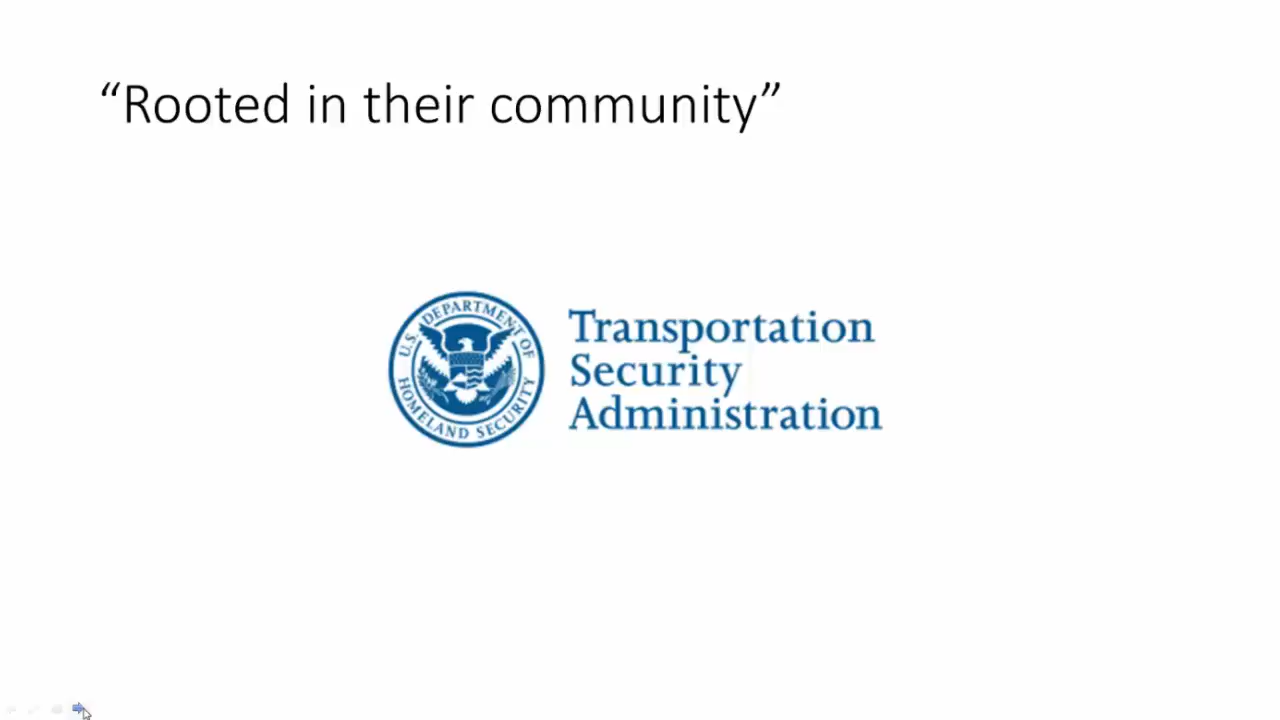 “Rooted in their community”
U.S. DEPARTMENT OF
HOMELAND SECURITY
Transportation
Security
Administration